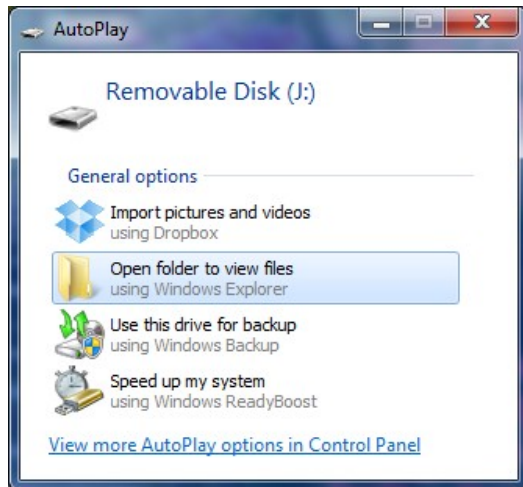 AutoPlay
Removable Disk (J:)
General options
Import pictures and videos
using Dropbox
Open folder to view files
using Windows Explorer
Use this drive for backup
using Windows Backup
Speed up my system
using Windows ReadyBoost
View more AutoPlay options in Control Panel